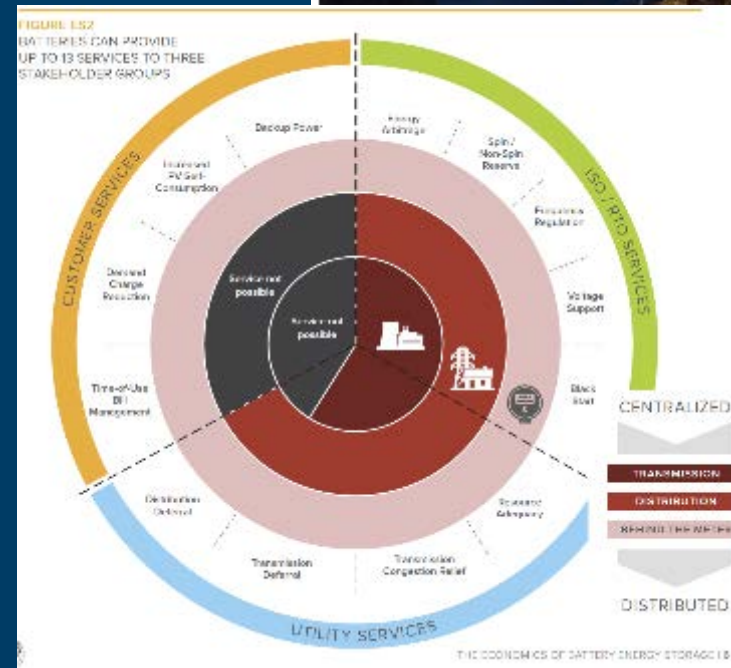 FIGURE ES2
BATTERIES CAN PROVIDE
UP TO 13 SERVICES TO THREE
STAKEHOLDER GROUPS
CUSTOMER SERVICES
ISO / RTO SERVICES
UTILITY SERVICES
Backup Power
Energy
Arbitrage
Spin /
Non-Spin
Reserve
Frequency
Regulation
Voltage
Support
Black
Start
Resource
Adequacy
Transmission
Congestion Relief
Transmission
Deferral
Distribution
Deferral
Time-of-Use
Bill
Management
Demand
Charge
Reduction
Increased
PV Self-
Consumption
Service not
possible
Service not
possible
CENTRALIZED
TRANSMISSION
DISTRIBUTION
BEHIND THE METER
DISTRIBUTED
THE ECONOMICS OF BATTERY ENERGY STORAGE | 6